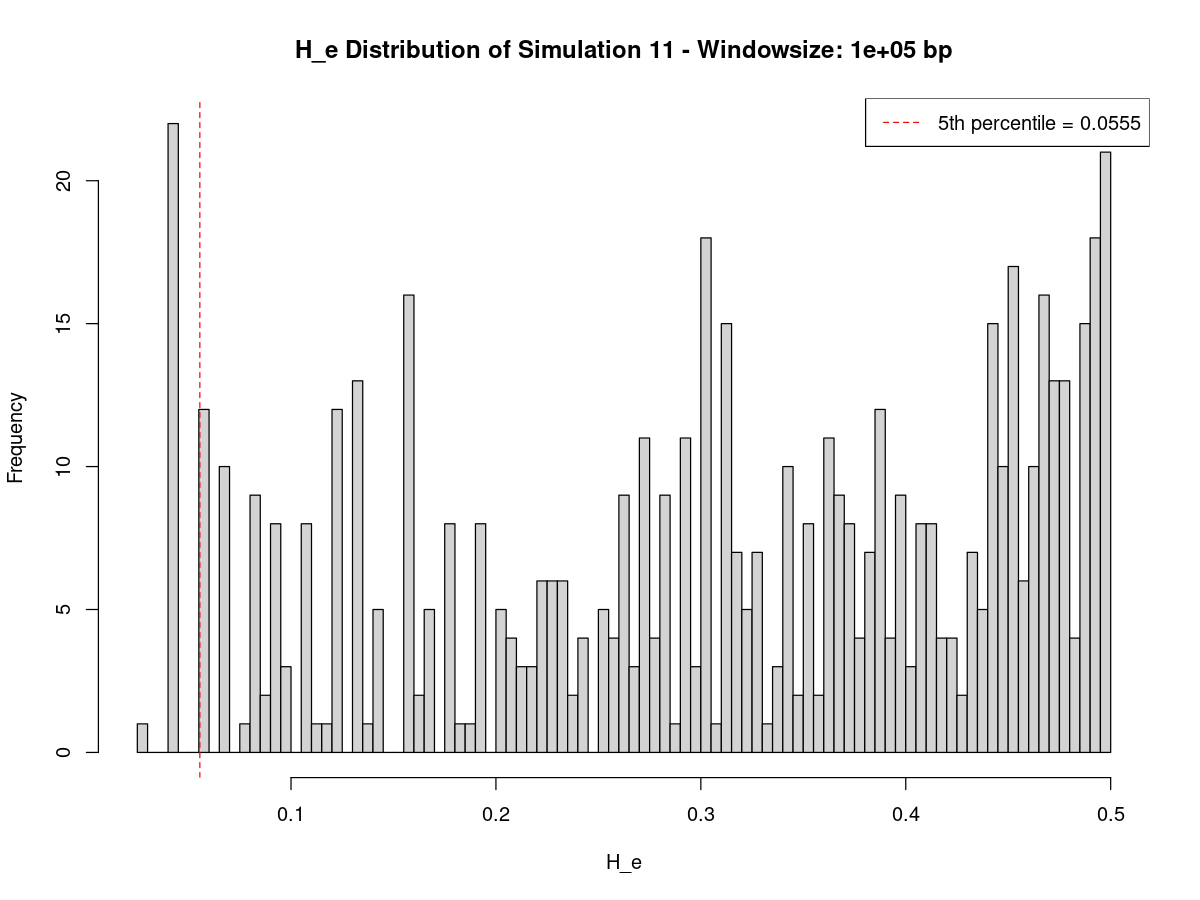 H_e Distribution of Simulation 11 - Windowsize: 1e+05 bp
5th percentile = 0.0555
Frequency
20
15
10
5
0
0.1 0.2 0.3 0.4 0.5
H_e